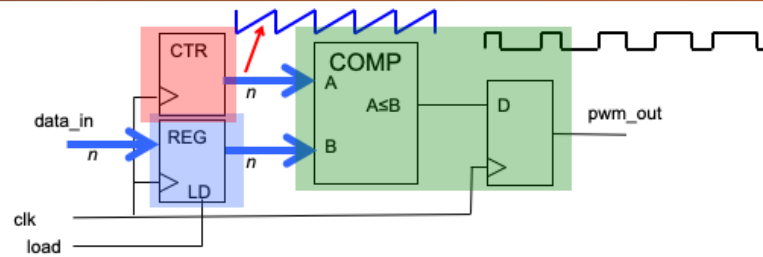 CTR
n
COMP
A
A≤B
B
D
pwm_out
data_in
n
REG
LD
n
clk
load